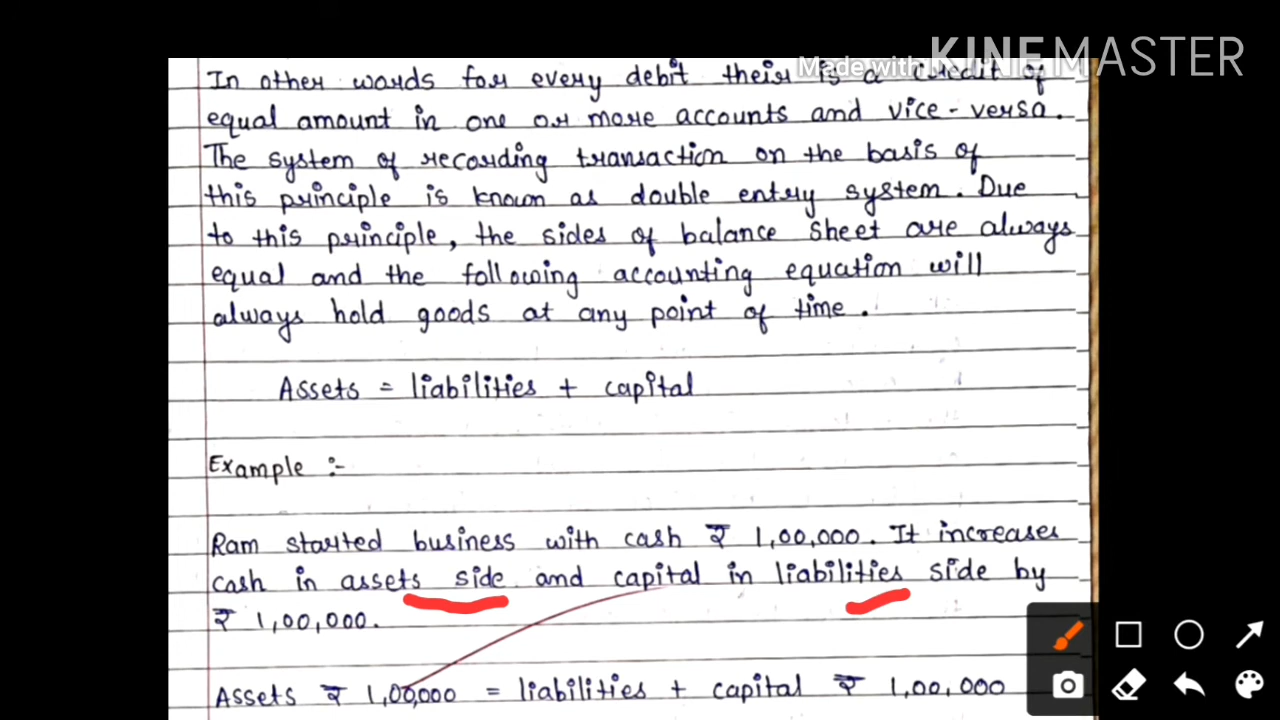 Made with KINEMASTER
In other words for every debit their is a credit of
equal amount in one or more accounts and vice-versa.
The system of recording transaction on the basis of
this principle is known as double entry system. Due
to this principle, the sides of balance sheet are always
equal and the following accounting equation will
always hold goods at any point of time.
Assets = liabilities + capital
Example :-
Ram started business with cash ₹ 1,00,000. It increases
cash in assets side and capital in liabilities side by
₹ 1,00,000.
Assets ₹ 1,00,000 = liabilities + capital ₹ 1,00,000